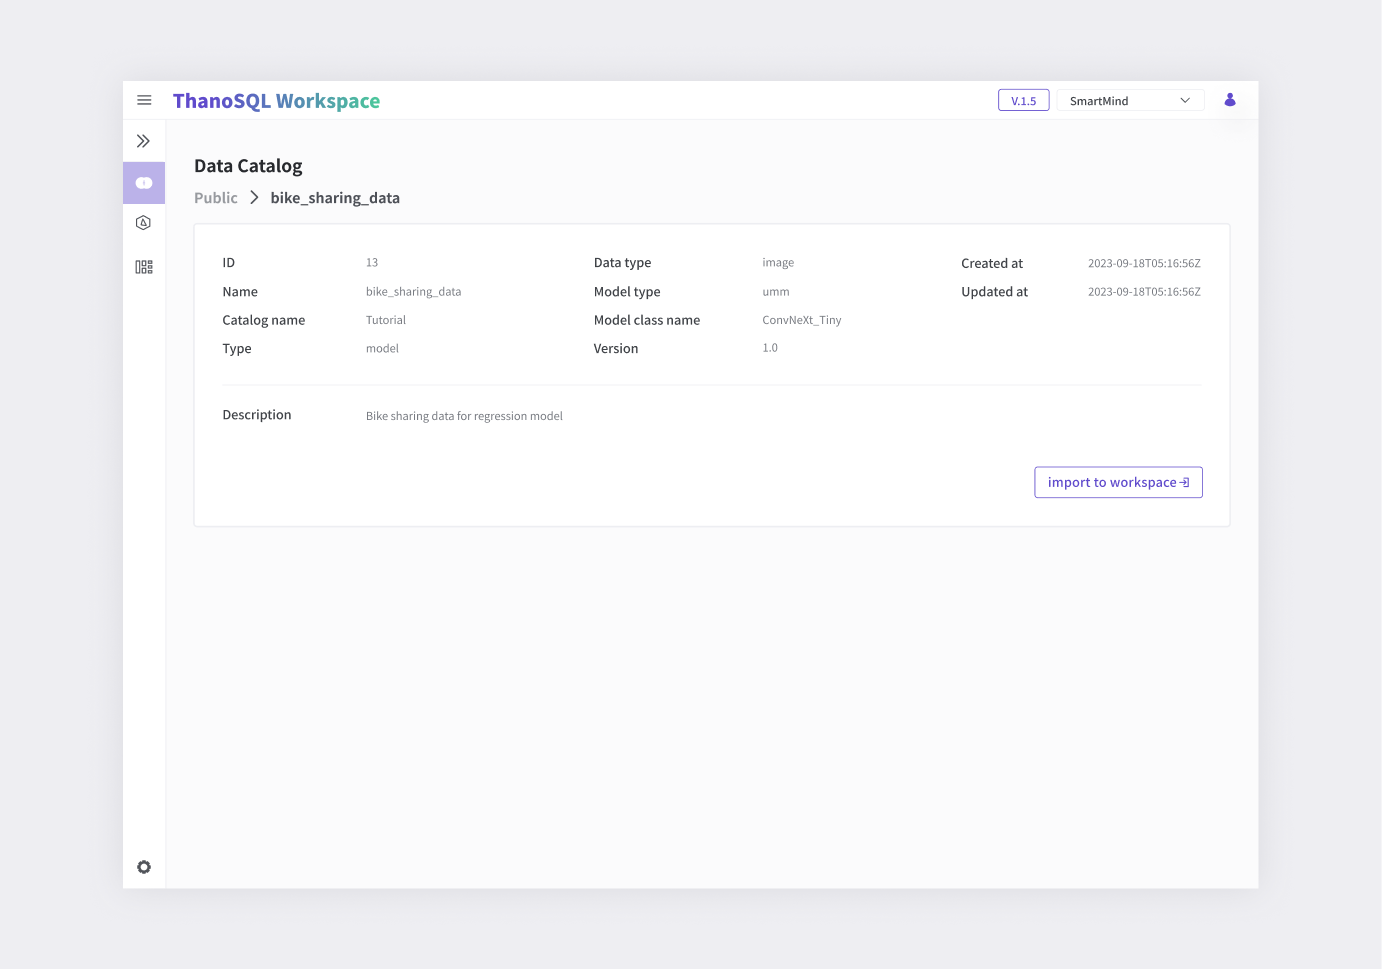 ThanoSQL Workspace
V.1.5
SmartMind
Data Catalog
Public bike_sharing_data
ID 13 Data type image Created at 2023-09-18T05:16:56Z
Name bike_sharing_data Model type umm Updated at 2023-09-18T05:16:56Z
Catalog name Tutorial Model class name ConvNeXt_Tiny
Type model Version 1.0
Description Bike sharing data for regression model
import to workspace